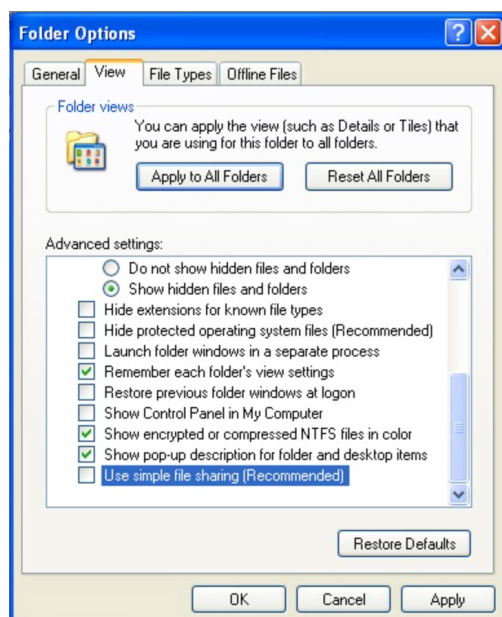 Folder Options
General View File Types Offline Files
Folder views
You can apply the view (such as Details or Tiles) that
you are using for this folder to all folders.
Apply to All Folders Reset All Folders
Advanced settings:
Do not show hidden files and folders
Show hidden files and folders
Hide extensions for known file types
Hide protected operating system files (Recommended)
Launch folder windows in a separate process
Remember each folder's view settings
Restore previous folder windows at logon
Show Control Panel in My Computer
Show encrypted or compressed NTFS files in color
Show pop-up description for folder and desktop items
Use simple file sharing (Recommended)
Restore Defaults
OK Cancel Apply